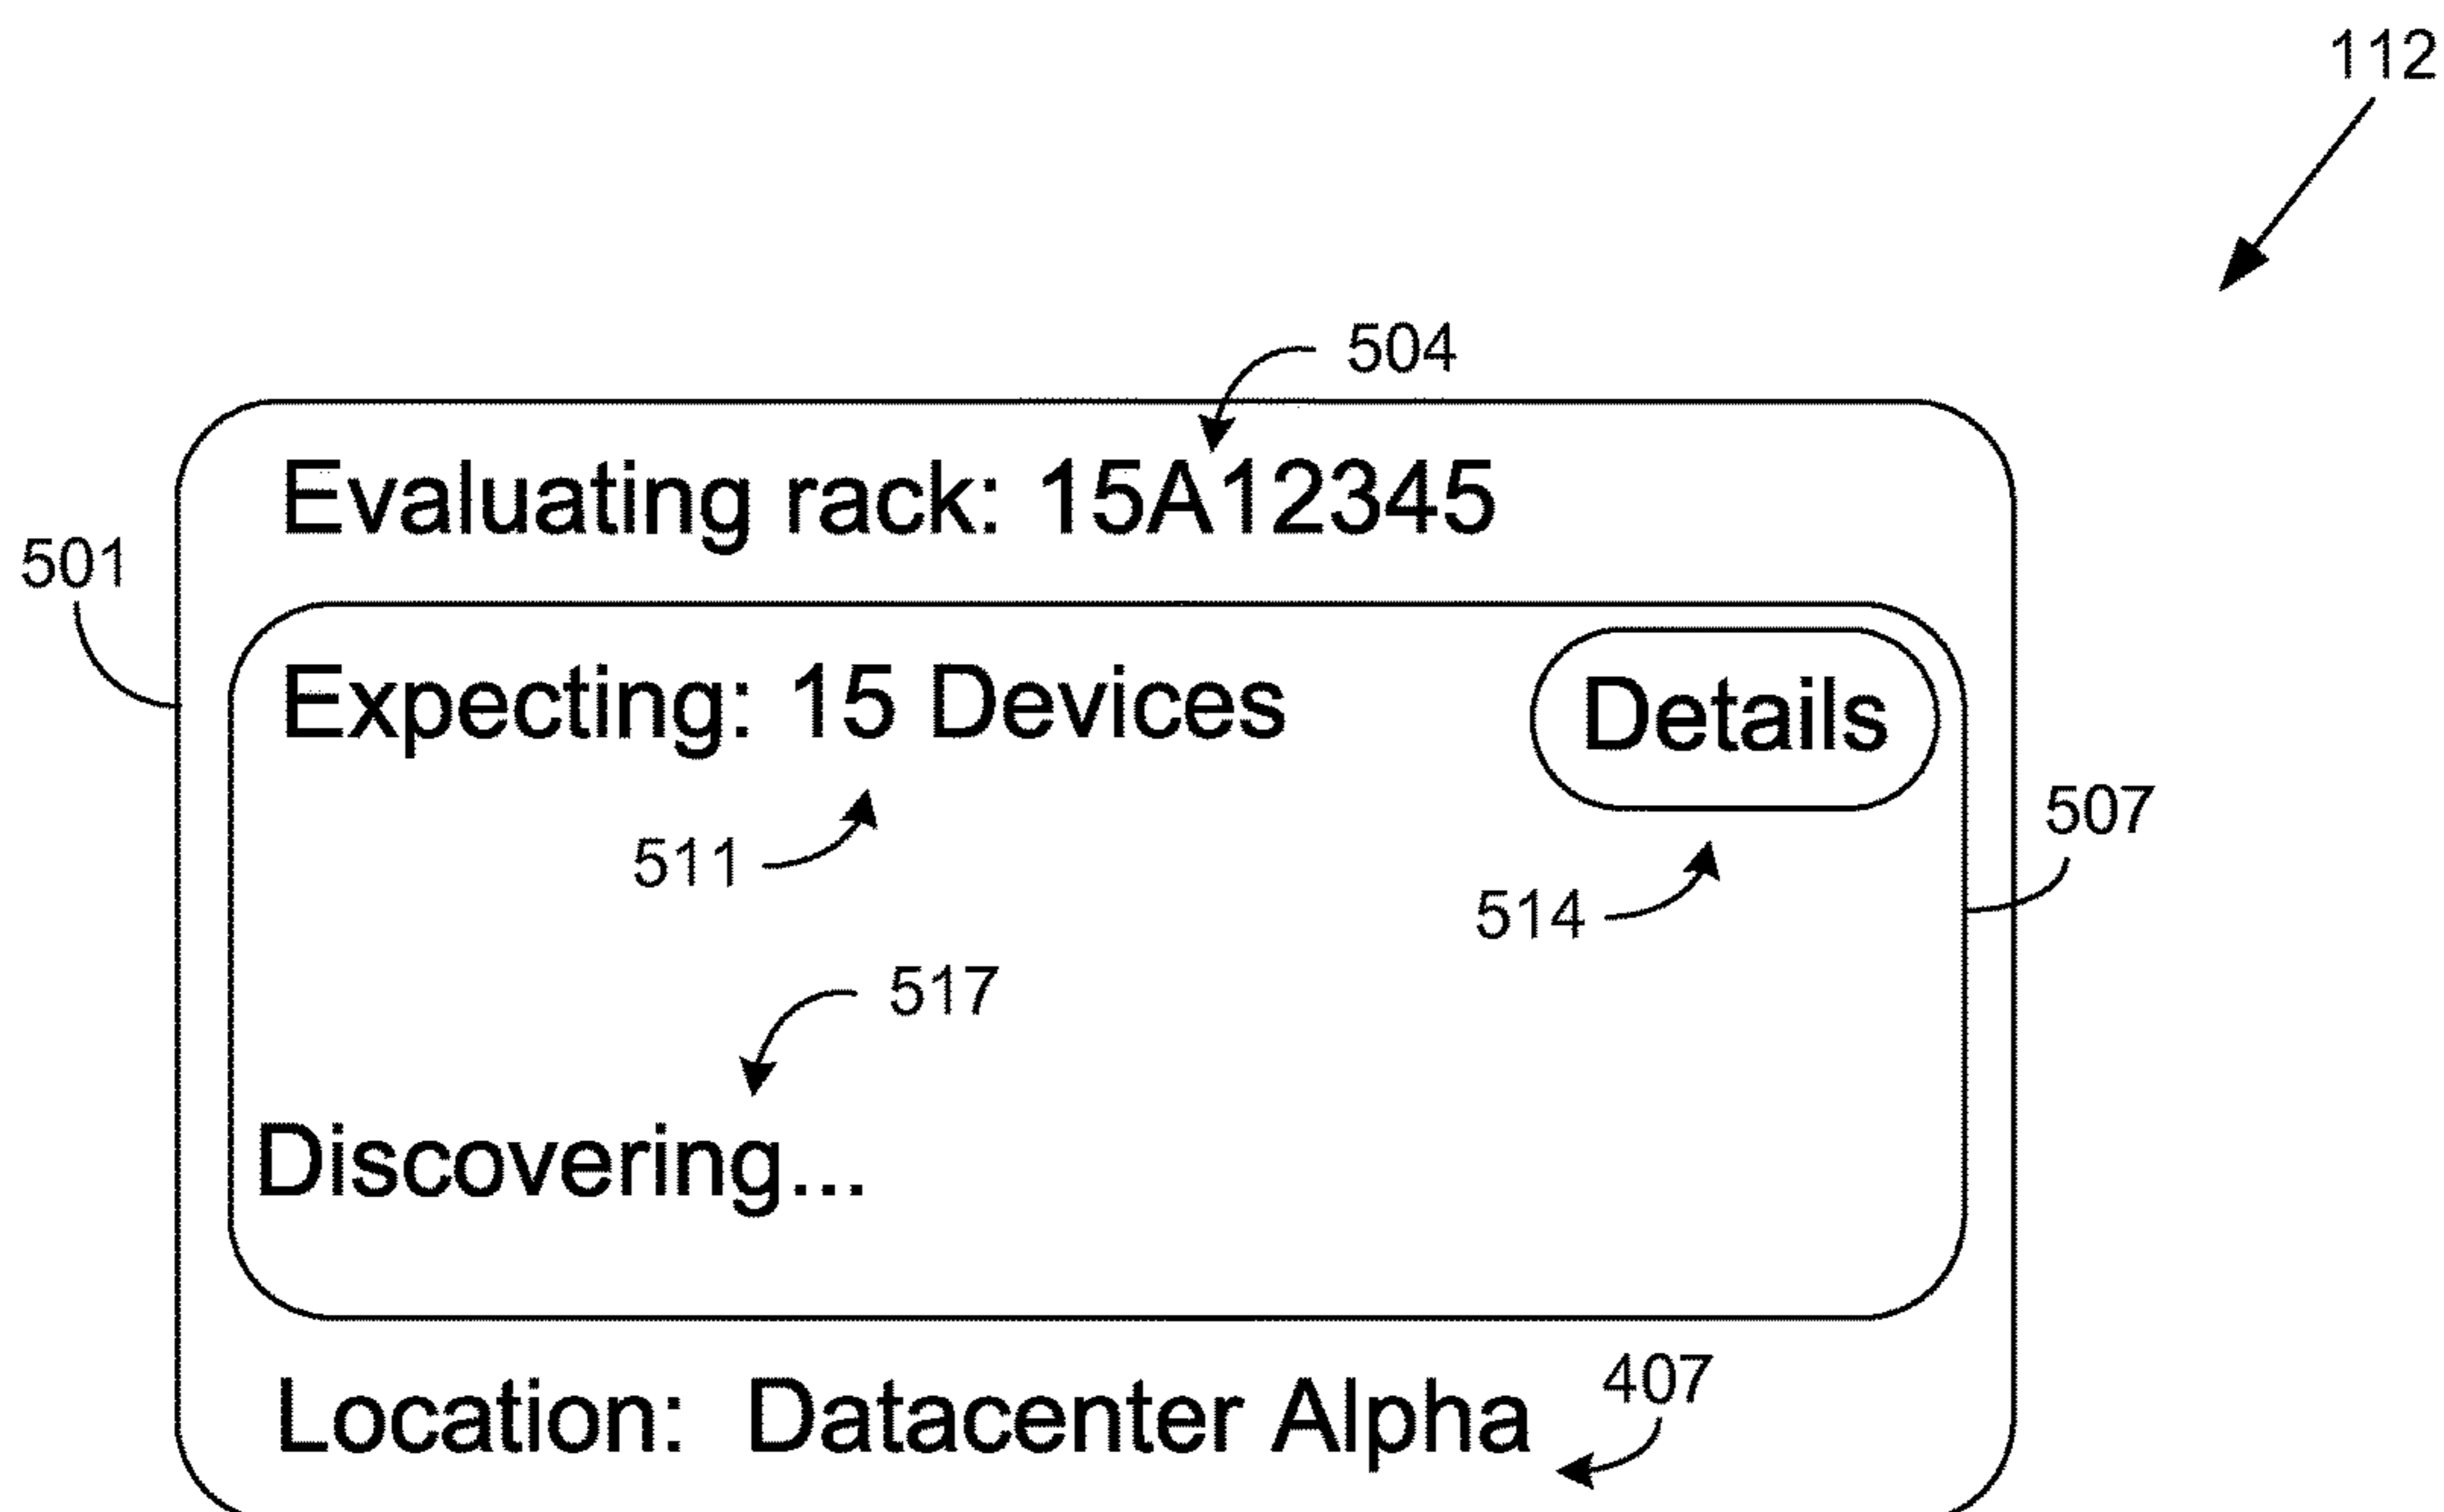 112
504
Evaluating rack: 15A12345
501
Expecting: 15 Devices
Details
507
511
514
517
Discovering...
Location: Datacenter Alpha
407